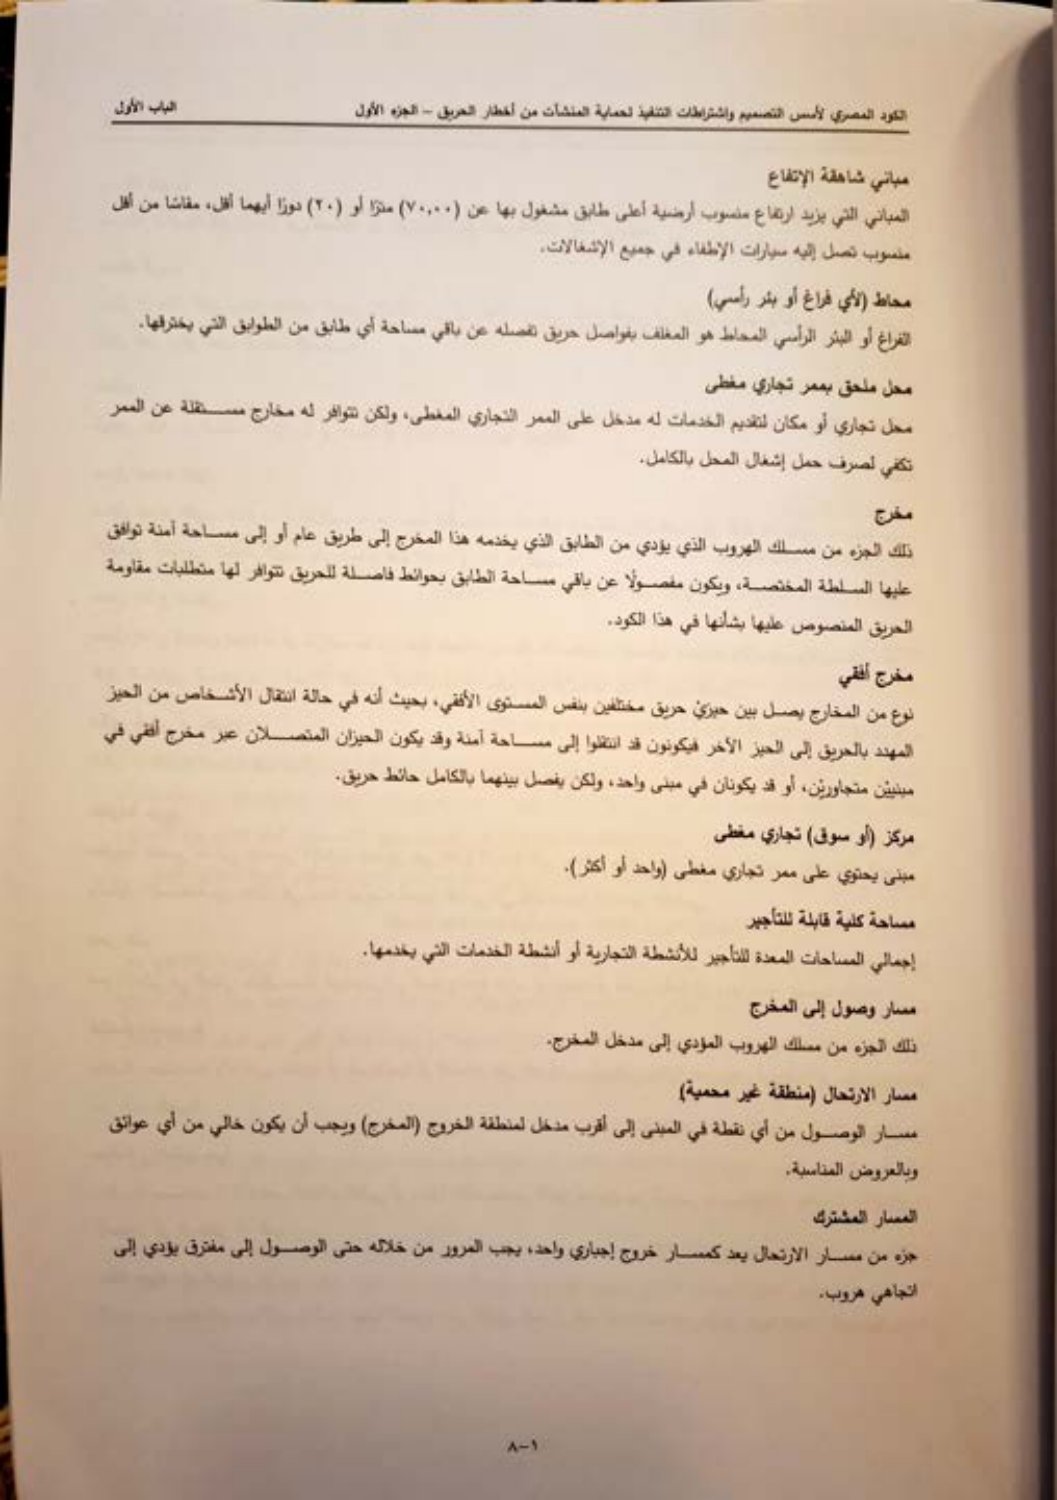 الكود المصري لأسس التصميم واشتراطات التنفيذ لحماية المنشآت من أخطار الحريق – الجزء الأول
الباب الأول
مباني شاهقة الإتفاع
المباني التي يزيد ارتفاع منسوب أرضية أعلى طابق مشغول بها عن (٧٠,٠٠) مترًا أو (٢٠) دورًا أيهما أقل، مقاسًا من أقل
منسوب تصل إليه سيارات الإطفاء في جميع الإشغالات.
محاط (لأي فراغ أو بئر رأسي)
الفراغ أو البئر الرأسي المحاط هو المغلف بفواصل حريق تفصله عن باقي مساحة أي طابق من الطوابق التي يخترقها.
محل ملحق بممر تجاري مغطى
محل تجاري أو مكان لتقديم الخدمات له مدخل على الممر التجاري المغطى، ولكن تتوافر له مخارج مستقلة عن الممر
تكفي لصرف حمل إشغال المحل بالكامل.
مخرج
ذلك الجزء من مسلك الهروب الذي يؤدي من الطابق الذي يخدمه هذا المخرج إلى طريق عام أو إلى مساحة آمنة توافق
عليها السلطة المختصة، ويكون مفصولًا عن باقي مساحة الطابق بحوائط فاصلة للحريق تتوافر لها متطلبات مقاومة
الحريق المنصوص عليها بشأنها في هذا الكود.
مخرج أفقي
نوع من المخارج يصل بين حيزيْ حريق مختلفين بنفس المستوى الأفقي، بحيث أنه في حالة انتقال الأشخاص من الحيز
المهدد بالحريق إلى الحيز الآخر فيكونون قد انتقلوا إلى مساحة آمنة وقد يكون الحيزان المتصلان عبر مخرج أفقي في
مبنييْن متجاوريْن، أو قد يكونان في مبنى واحد، ولكن يفصل بينهما بالكامل حائط حريق.
مركز (أو سوق) تجاري مغطى
مبنى يحتوي على ممر تجاري مغطى (واحد أو أكثر).
مساحة كلية قابلة للتأجير
إجمالي المساحات المعدة للتأجير للأنشطة التجارية أو أنشطة الخدمات التي يخدمها.
مسار وصول إلى المخرج
ذلك الجزء من مسلك الهروب المؤدي إلى مدخل المخرج.
مسار الارتحال (منطقة غير محمية)
مسار الوصول من أي نقطة في المبنى إلى أقرب مدخل لمنطقة الخروج (المخرج) ويجب أن يكون خالي من أي عوائق
وبالعروض المناسبة.
المسار المشترك
جزء من مسار الارتحال يعد كمسار خروج إجباري واحد، يجب المرور من خلاله حتى الوصول إلى مفترق يؤدي إلى
اتجاهي هروب.
١–٨